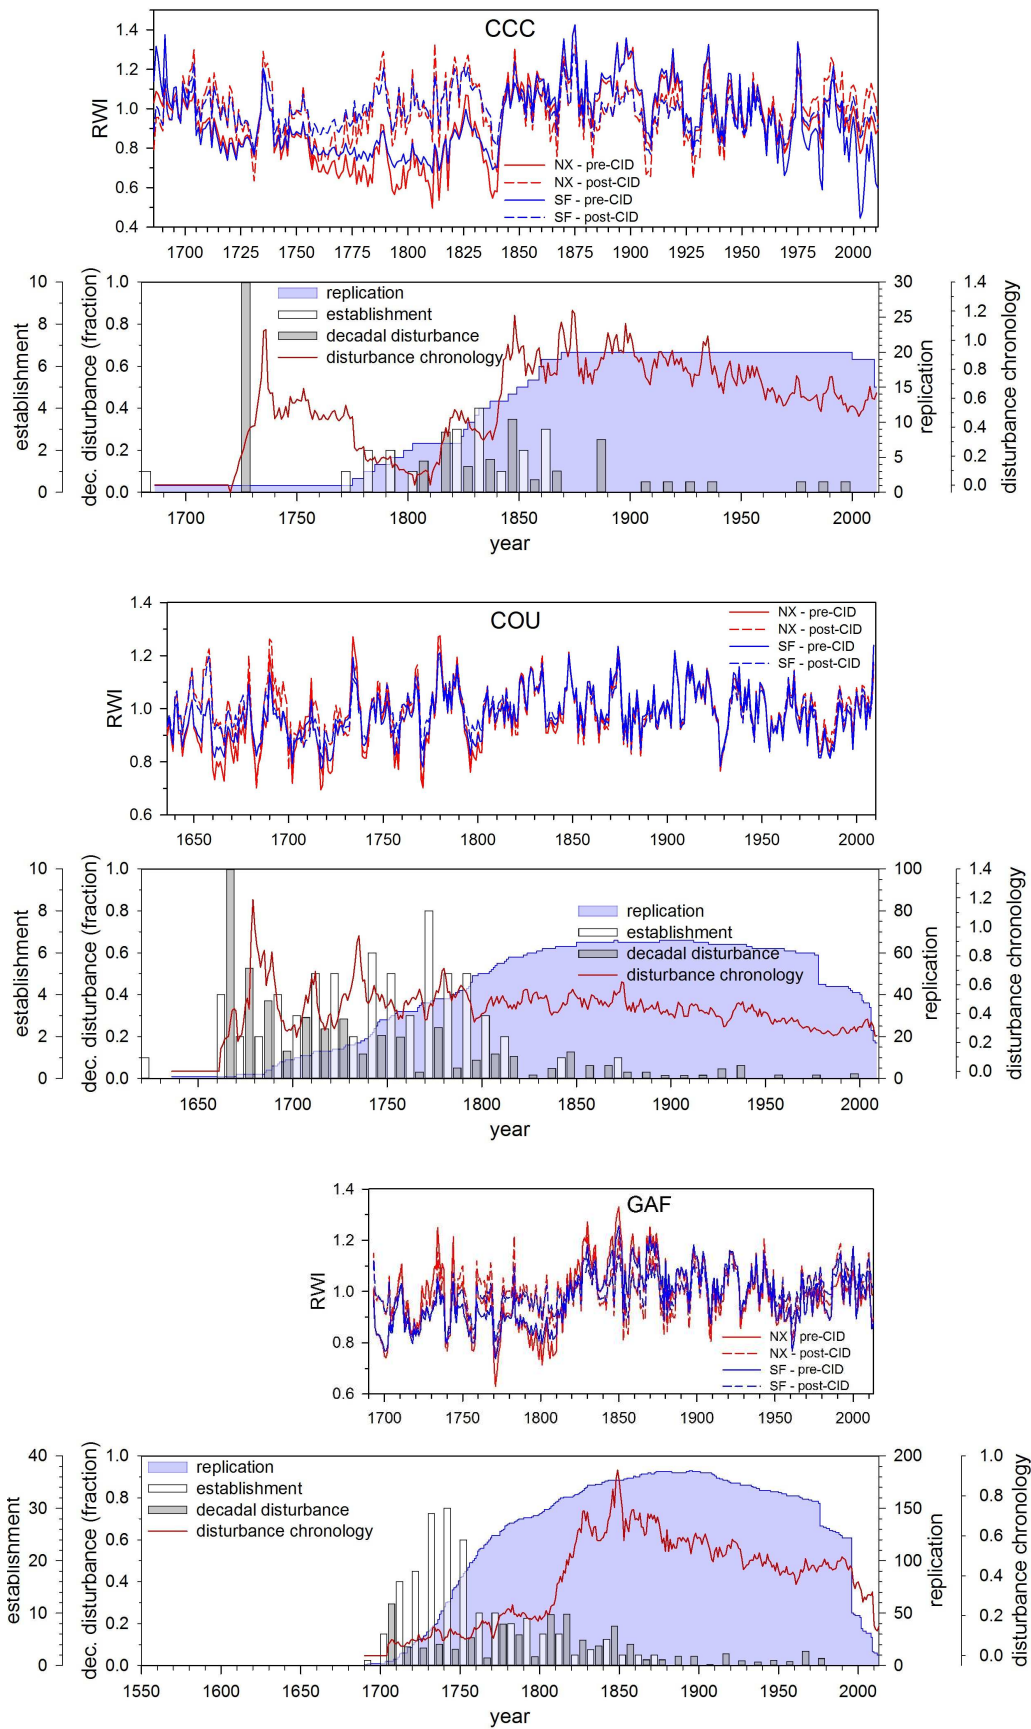 CCC
1.4
1.2
1.0
0.8
0.6
0.4
RWI
NX - pre-CID
NX - post-CID
SF - pre-CID
SF - post-CID
1700 1725 1750 1775 1800 1825 1850 1875 1900 1925 1950 1975 2000
establishment
10
8
6
4
2
0
dec. disturbance (fraction)
1.0
0.8
0.6
0.4
0.2
0.0
replication
establishment
decadal disturbance
disturbance chronology
30
25
20
15
10
5
0
replication
1.4
1.2
1.0
0.8
0.6
0.4
0.2
0.0
disturbance chronology
1700 1750 1800 1850 1900 1950 2000
year
COU
1.4
1.2
1.0
0.8
0.6
RWI
NX - pre-CID
NX - post-CID
SF - pre-CID
SF - post-CID
1650 1700 1750 1800 1850 1900 1950 2000
establishment
10
8
6
4
2
0
dec. disturbance (fraction)
1.0
0.8
0.6
0.4
0.2
0.0
replication
establishment
decadal disturbance
disturbance chronology
100
80
60
40
20
0
replication
1.4
1.2
1.0
0.8
0.6
0.4
0.2
0.0
disturbance chronology
1650 1700 1750 1800 1850 1900 1950 2000
year
GAF
1.4
1.2
1.0
0.8
0.6
RWI
NX - pre-CID
NX - post-CID
SF - pre-CID
SF - post-CID
1700 1750 1800 1850 1900 1950 2000
establishment
40
30
20
10
0
dec. disturbance (fraction)
1.0
0.8
0.6
0.4
0.2
0.0
replication
establishment
decadal disturbance
disturbance chronology
200
150
100
50
0
replication
1.0
0.8
0.6
0.4
0.2
0.0
disturbance chronology
1550 1600 1650 1700 1750 1800 1850 1900 1950 2000
year